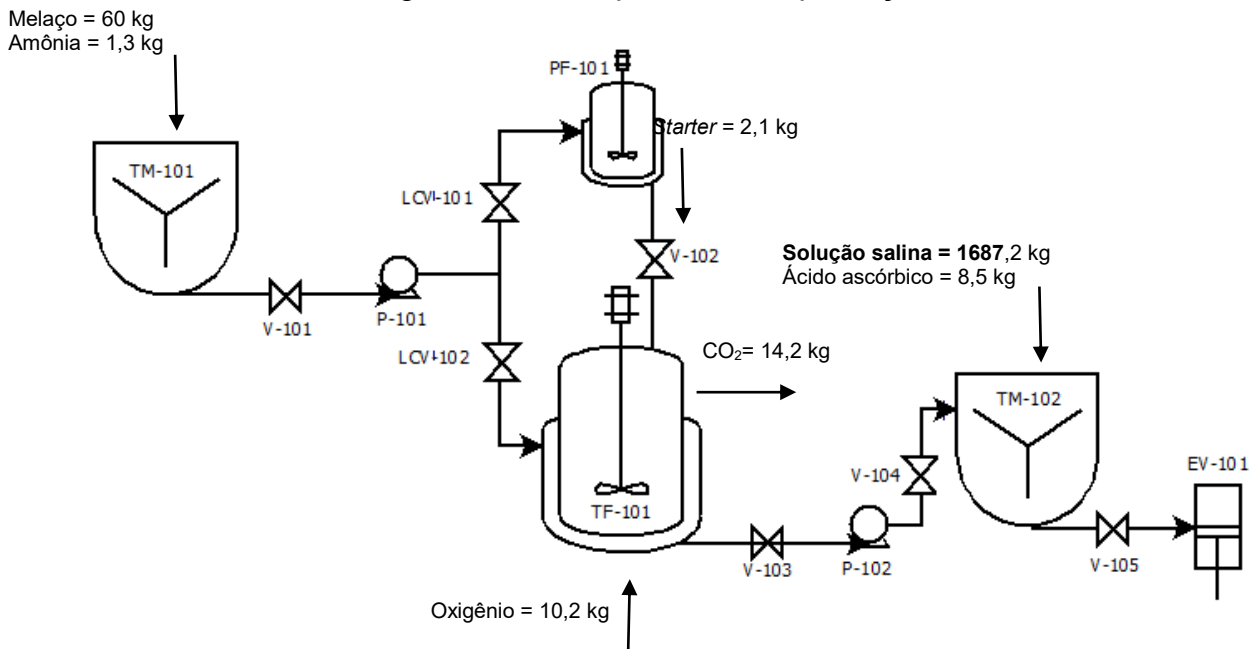 Melaço = 60 kg
Amônia = 1,3 kg
PF-101
Starter = 2,1 kg
TM-101
LCV-101
V-102
Solução salina = 1687,2 kg
Ácido ascórbico = 8,5 kg
V-101
P-101
LCV-102
CO₂= 14,2 kg
TM-102
V-104
EV-101
TF-101
V-103
P-102
V-105
Oxigênio = 10,2 kg